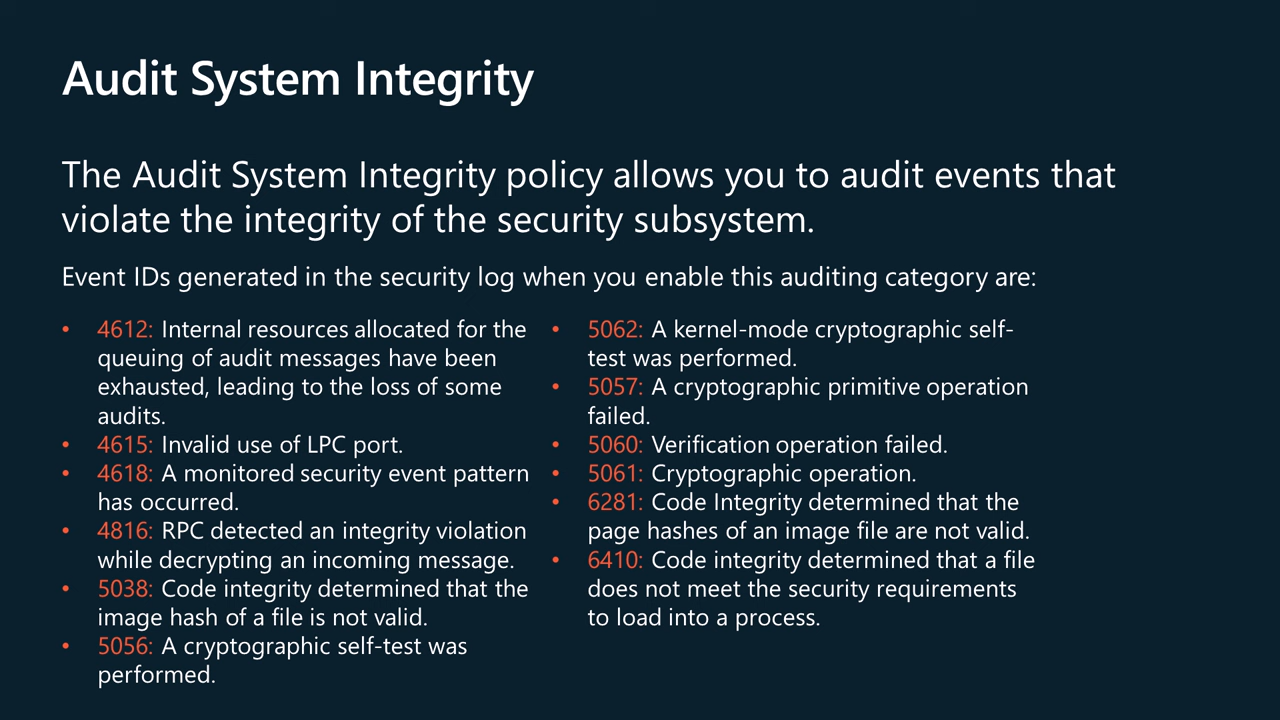 Audit System Integrity
The Audit System Integrity policy allows you to audit events that
violate the integrity of the security subsystem.
Event IDs generated in the security log when you enable this auditing category are:
• 4612: Internal resources allocated for the
queuing of audit messages have been
exhausted, leading to the loss of some
audits.
• 4615: Invalid use of LPC port.
• 4618: A monitored security event pattern
has occurred.
• 4816: RPC detected an integrity violation
while decrypting an incoming message.
• 5038: Code integrity determined that the
image hash of a file is not valid.
• 5056: A cryptographic self-test was
performed.
• 5062: A kernel-mode cryptographic self-
test was performed.
• 5057: A cryptographic primitive operation
failed.
• 5060: Verification operation failed.
• 5061: Cryptographic operation.
• 6281: Code Integrity determined that the
page hashes of an image file are not valid.
• 6410: Code integrity determined that a file
does not meet the security requirements
to load into a process.